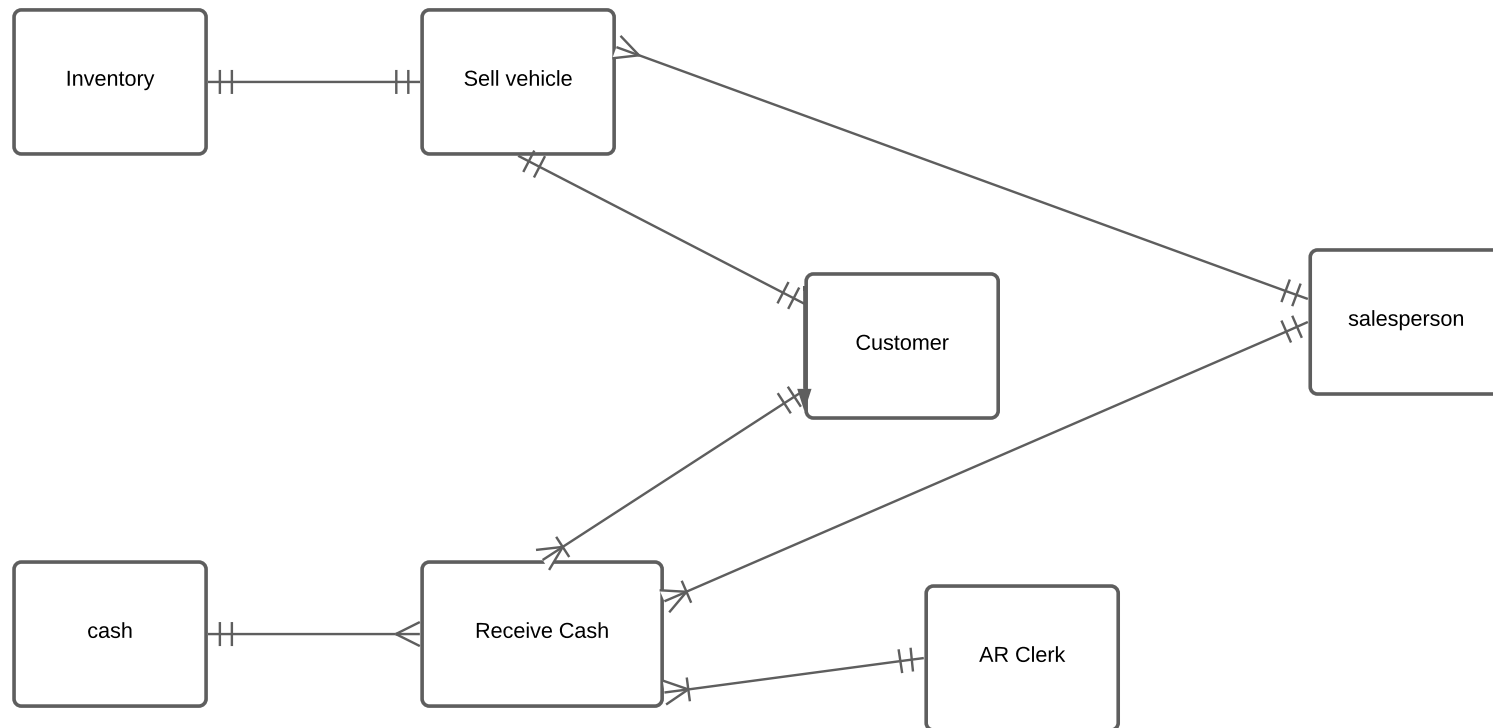 Inventory
Sell vehicle
Customer
salesperson
cash
Receive Cash
AR Clerk